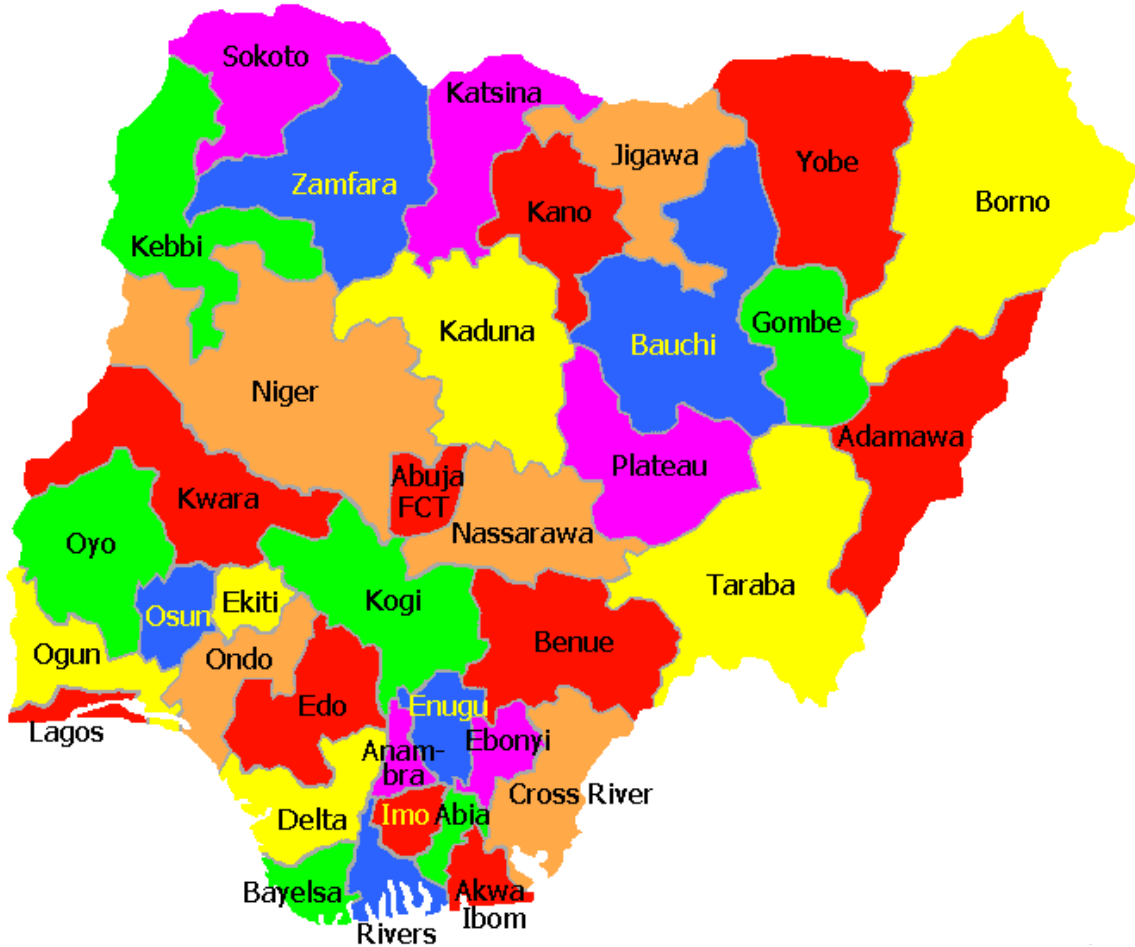 Sokoto
Katsina
Jigawa
Yobe
Zamfara
Kano
Borno
Kebbi
Gombe
Kaduna
Bauchi
Niger
Adamawa
Plateau
Abuja
FCT
Kwara
Nassarawa
Oyo
Taraba
Kogi
Ekiti
Osun
Benue
Ogun
Ondo
Edo
Enugu
Lagos
Ebonyi
Anam-
bra
Cross River
Imo
Abia
Delta
Bayelsa
Akwa
Ibom
Rivers